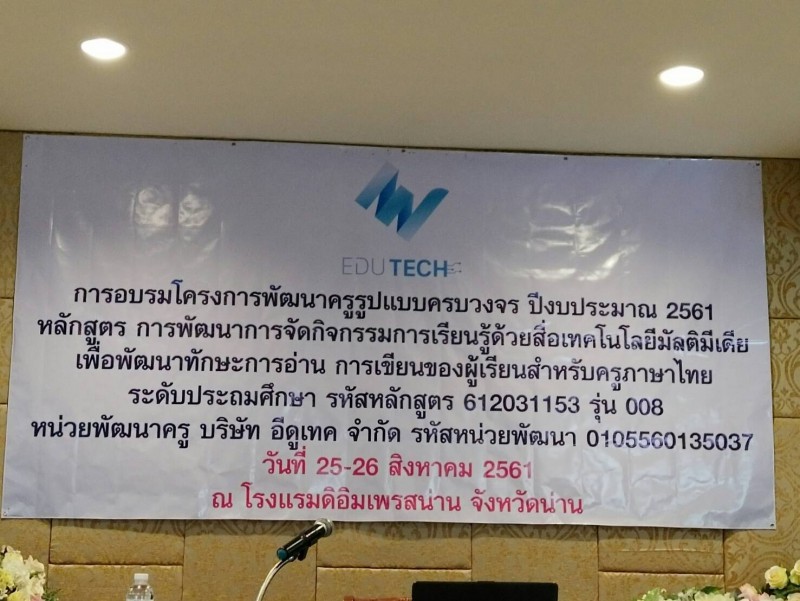 EDU TECH
การอบรมโครงการพัฒนาครูรูปแบบครบวงจร ปีงบประมาณ 2561
หลักสูตร การพัฒนาการจัดกิจกรรมการเรียนรู้ด้วยสื่อเทคโนโลยีมัลติมีเดีย
เพื่อพัฒนาทักษะการอ่าน การเขียนของผู้เรียนสำหรับครูภาษาไทย
ระดับประถมศึกษา รหัสหลักสูตร 612031153 รุ่น 008
หน่วยพัฒนาครู บริษัท อีดูเทค จำกัด รหัสหน่วยพัฒนา 0105560135037
วันที่ 25-26 สิงหาคม 2561
ณ โรงแรมดิอิมเพรสน่าน จังหวัดน่าน